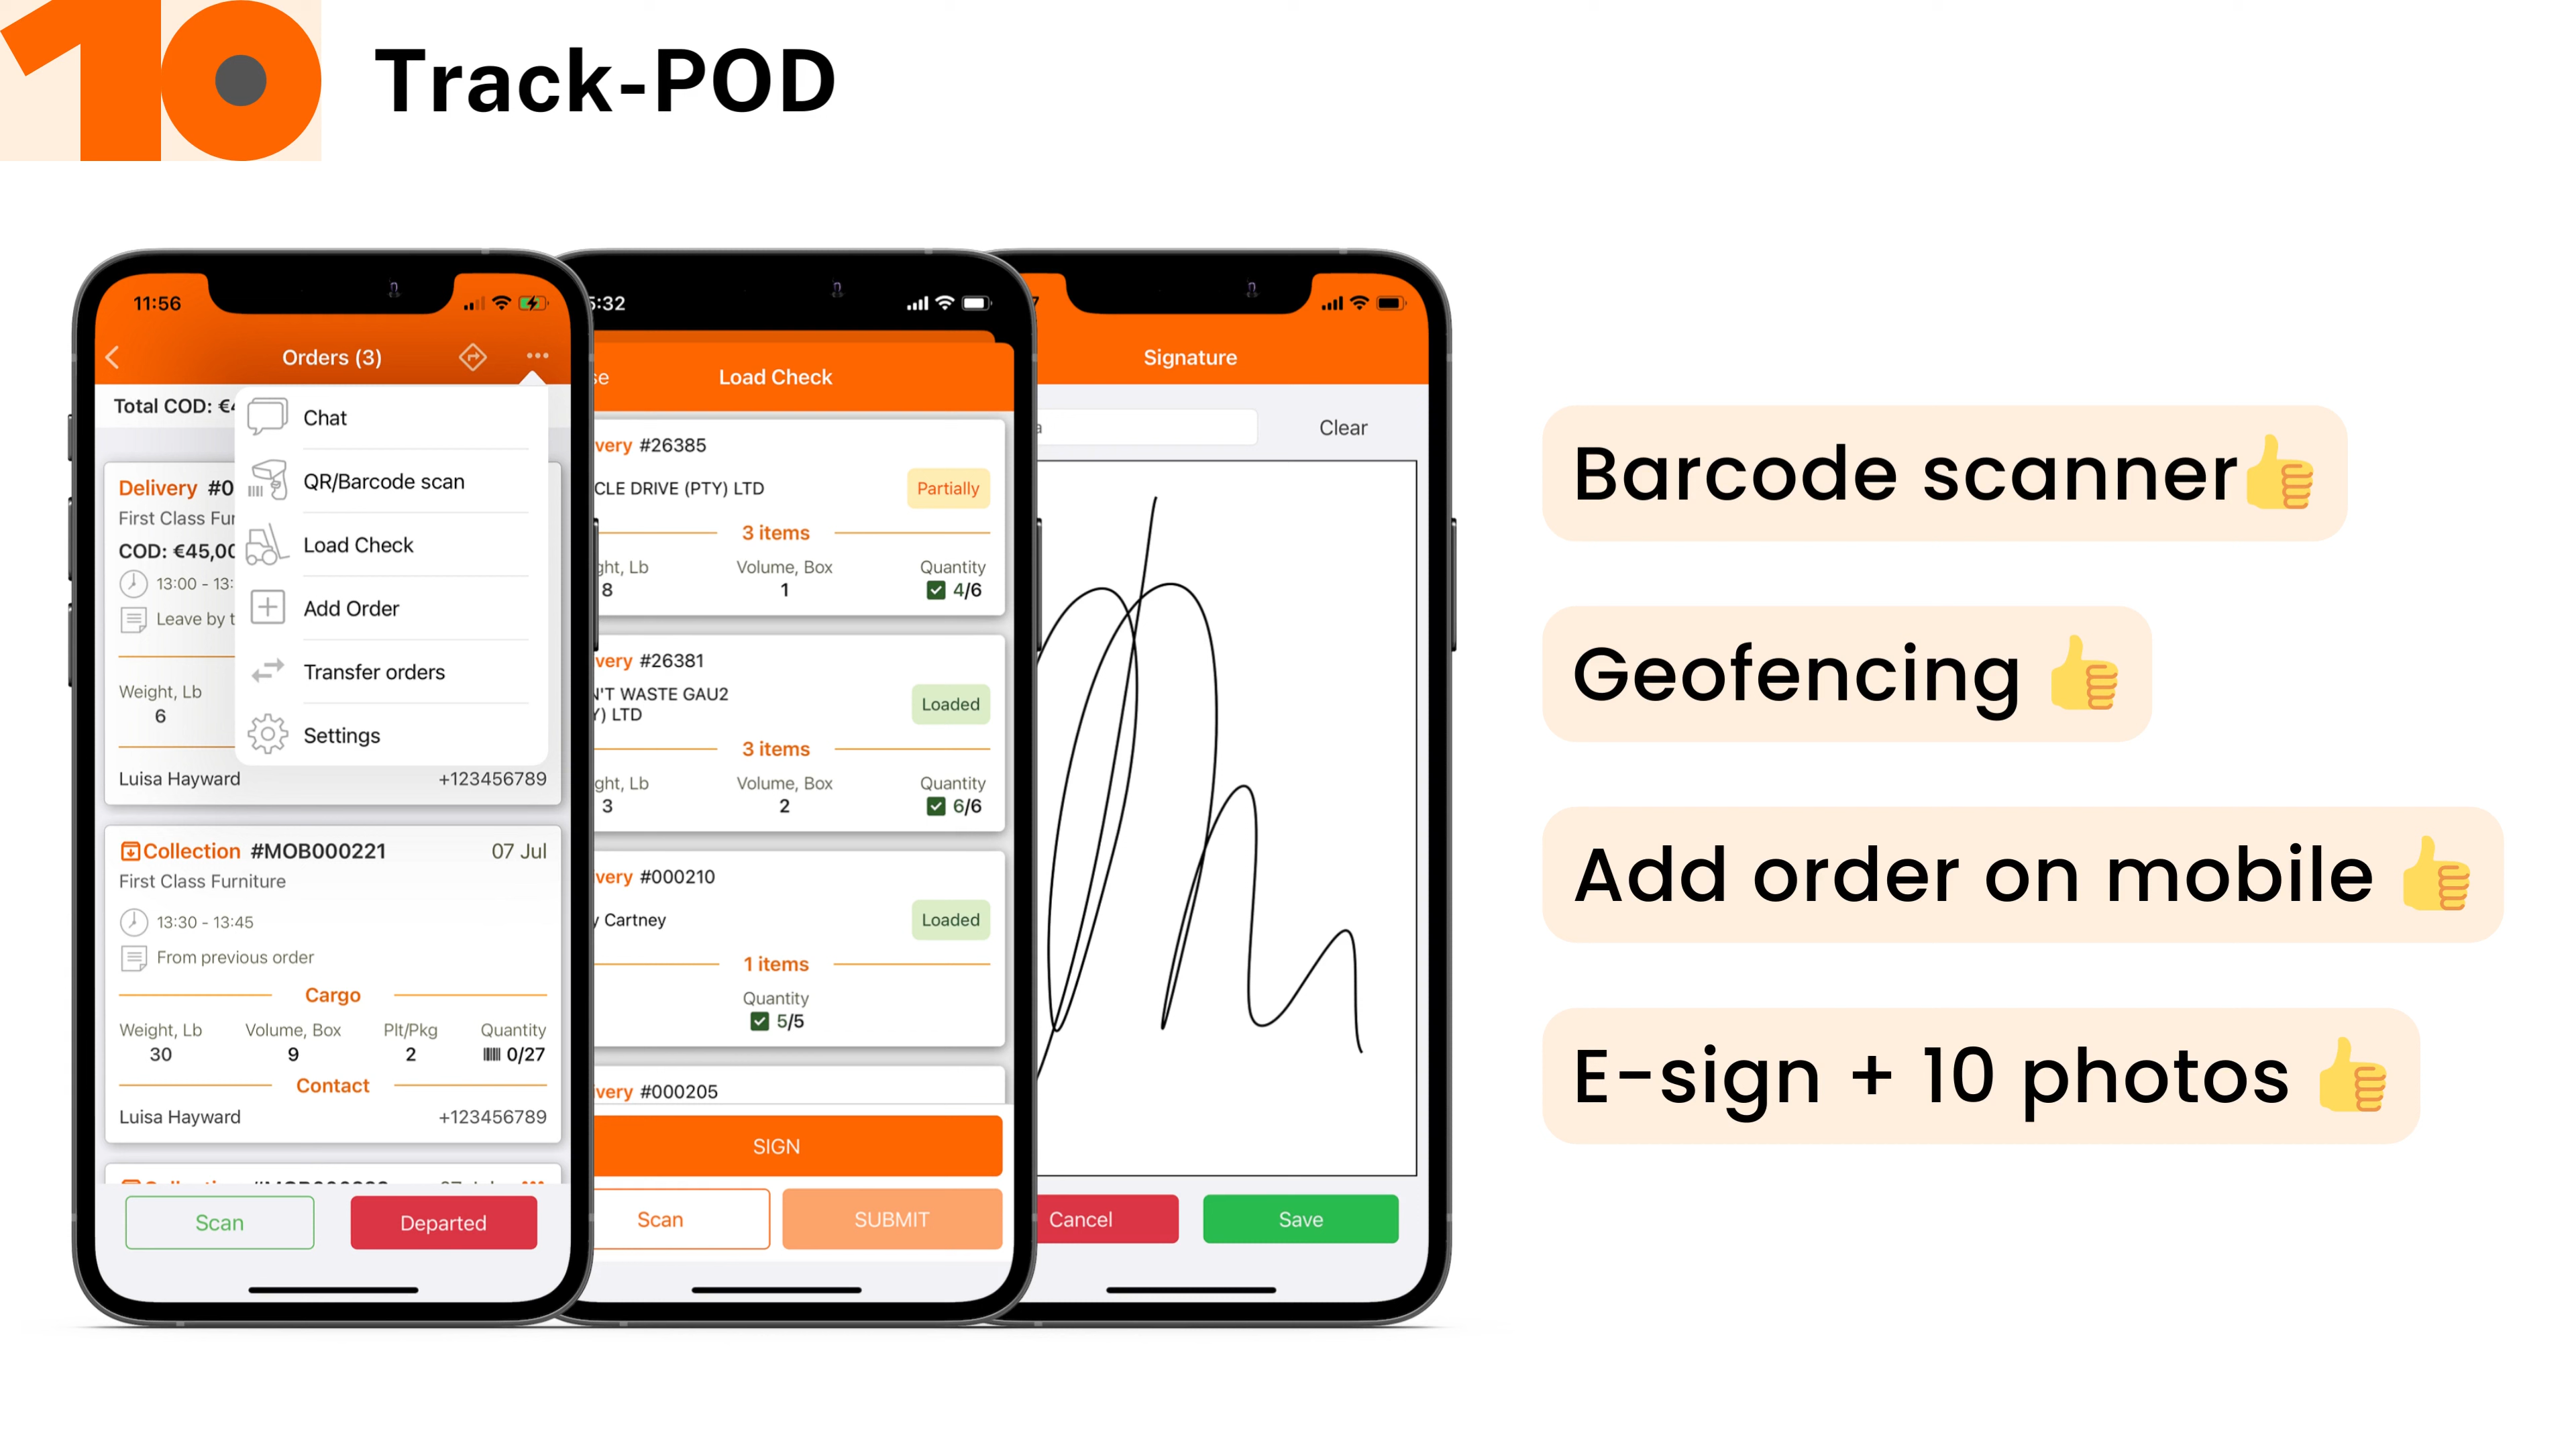 10
Track-POD
11:56
Orders (3)
Total COD:
Chat
QR/Barcode scan
Load Check
Add Order
Transfer orders
Settings
Delivery #0
First Class
COD: €45,00
13:00 - 13:
Leave by
Weight, Lb
6
Luisa Hayward +123456789
Collection #MOB000221 07 Jul
First Class Furniture
13:30 - 13:45
From previous order
Cargo
Weight, Lb Volume, Box Plt/Pkg Quantity
30 9 2 0/27
Contact
Luisa Hayward +123456789
Scan Departed
5:32
Load Check
very #26385
CLE DRIVE (PTY) LTD Partially
3 items
ght, Lb Volume, Box Quantity
8 1 4/6
very #26381
'T WASTE GAU2
Y) LTD Loaded
3 items
ght, Lb Volume, Box Quantity
3 2 6/6
very #000210
Cartney Loaded
1 items
Quantity
5/5
very #000205
SIGN
Scan SUBMIT
Signature
Clear
Cancel Save
Barcode scanner👍
Geofencing 👍
Add order on mobile 👍
E-sign + 10 photos 👍